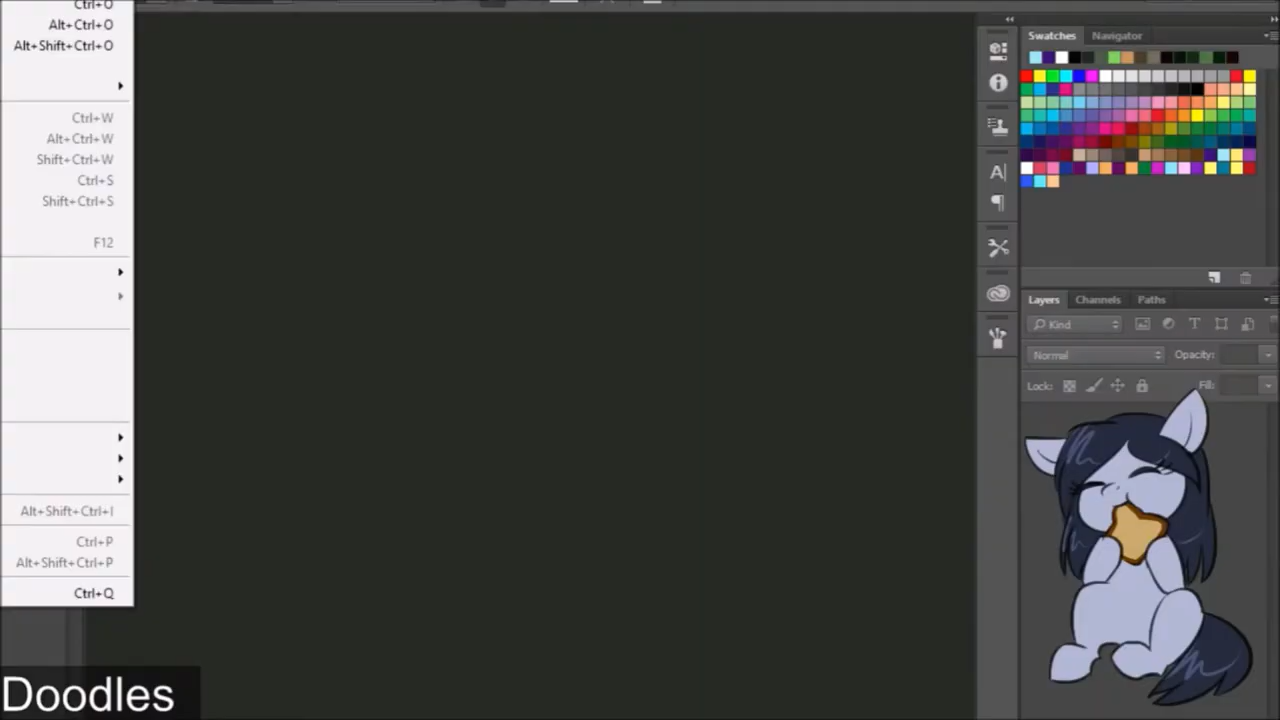 Ctrl+O
Alt+Ctrl+O
Alt+Shift+Ctrl+O
Ctrl+W
Alt+Ctrl+W
Shift+Ctrl+W
Ctrl+S
Shift+Ctrl+S
F12
Alt+Shift+Ctrl+I
Ctrl+P
Alt+Shift+Ctrl+P
Ctrl+Q
Doodles
Swatches Navigator
Layers Channels Paths
Kind
Normal Opacity:
Lock: Fill: